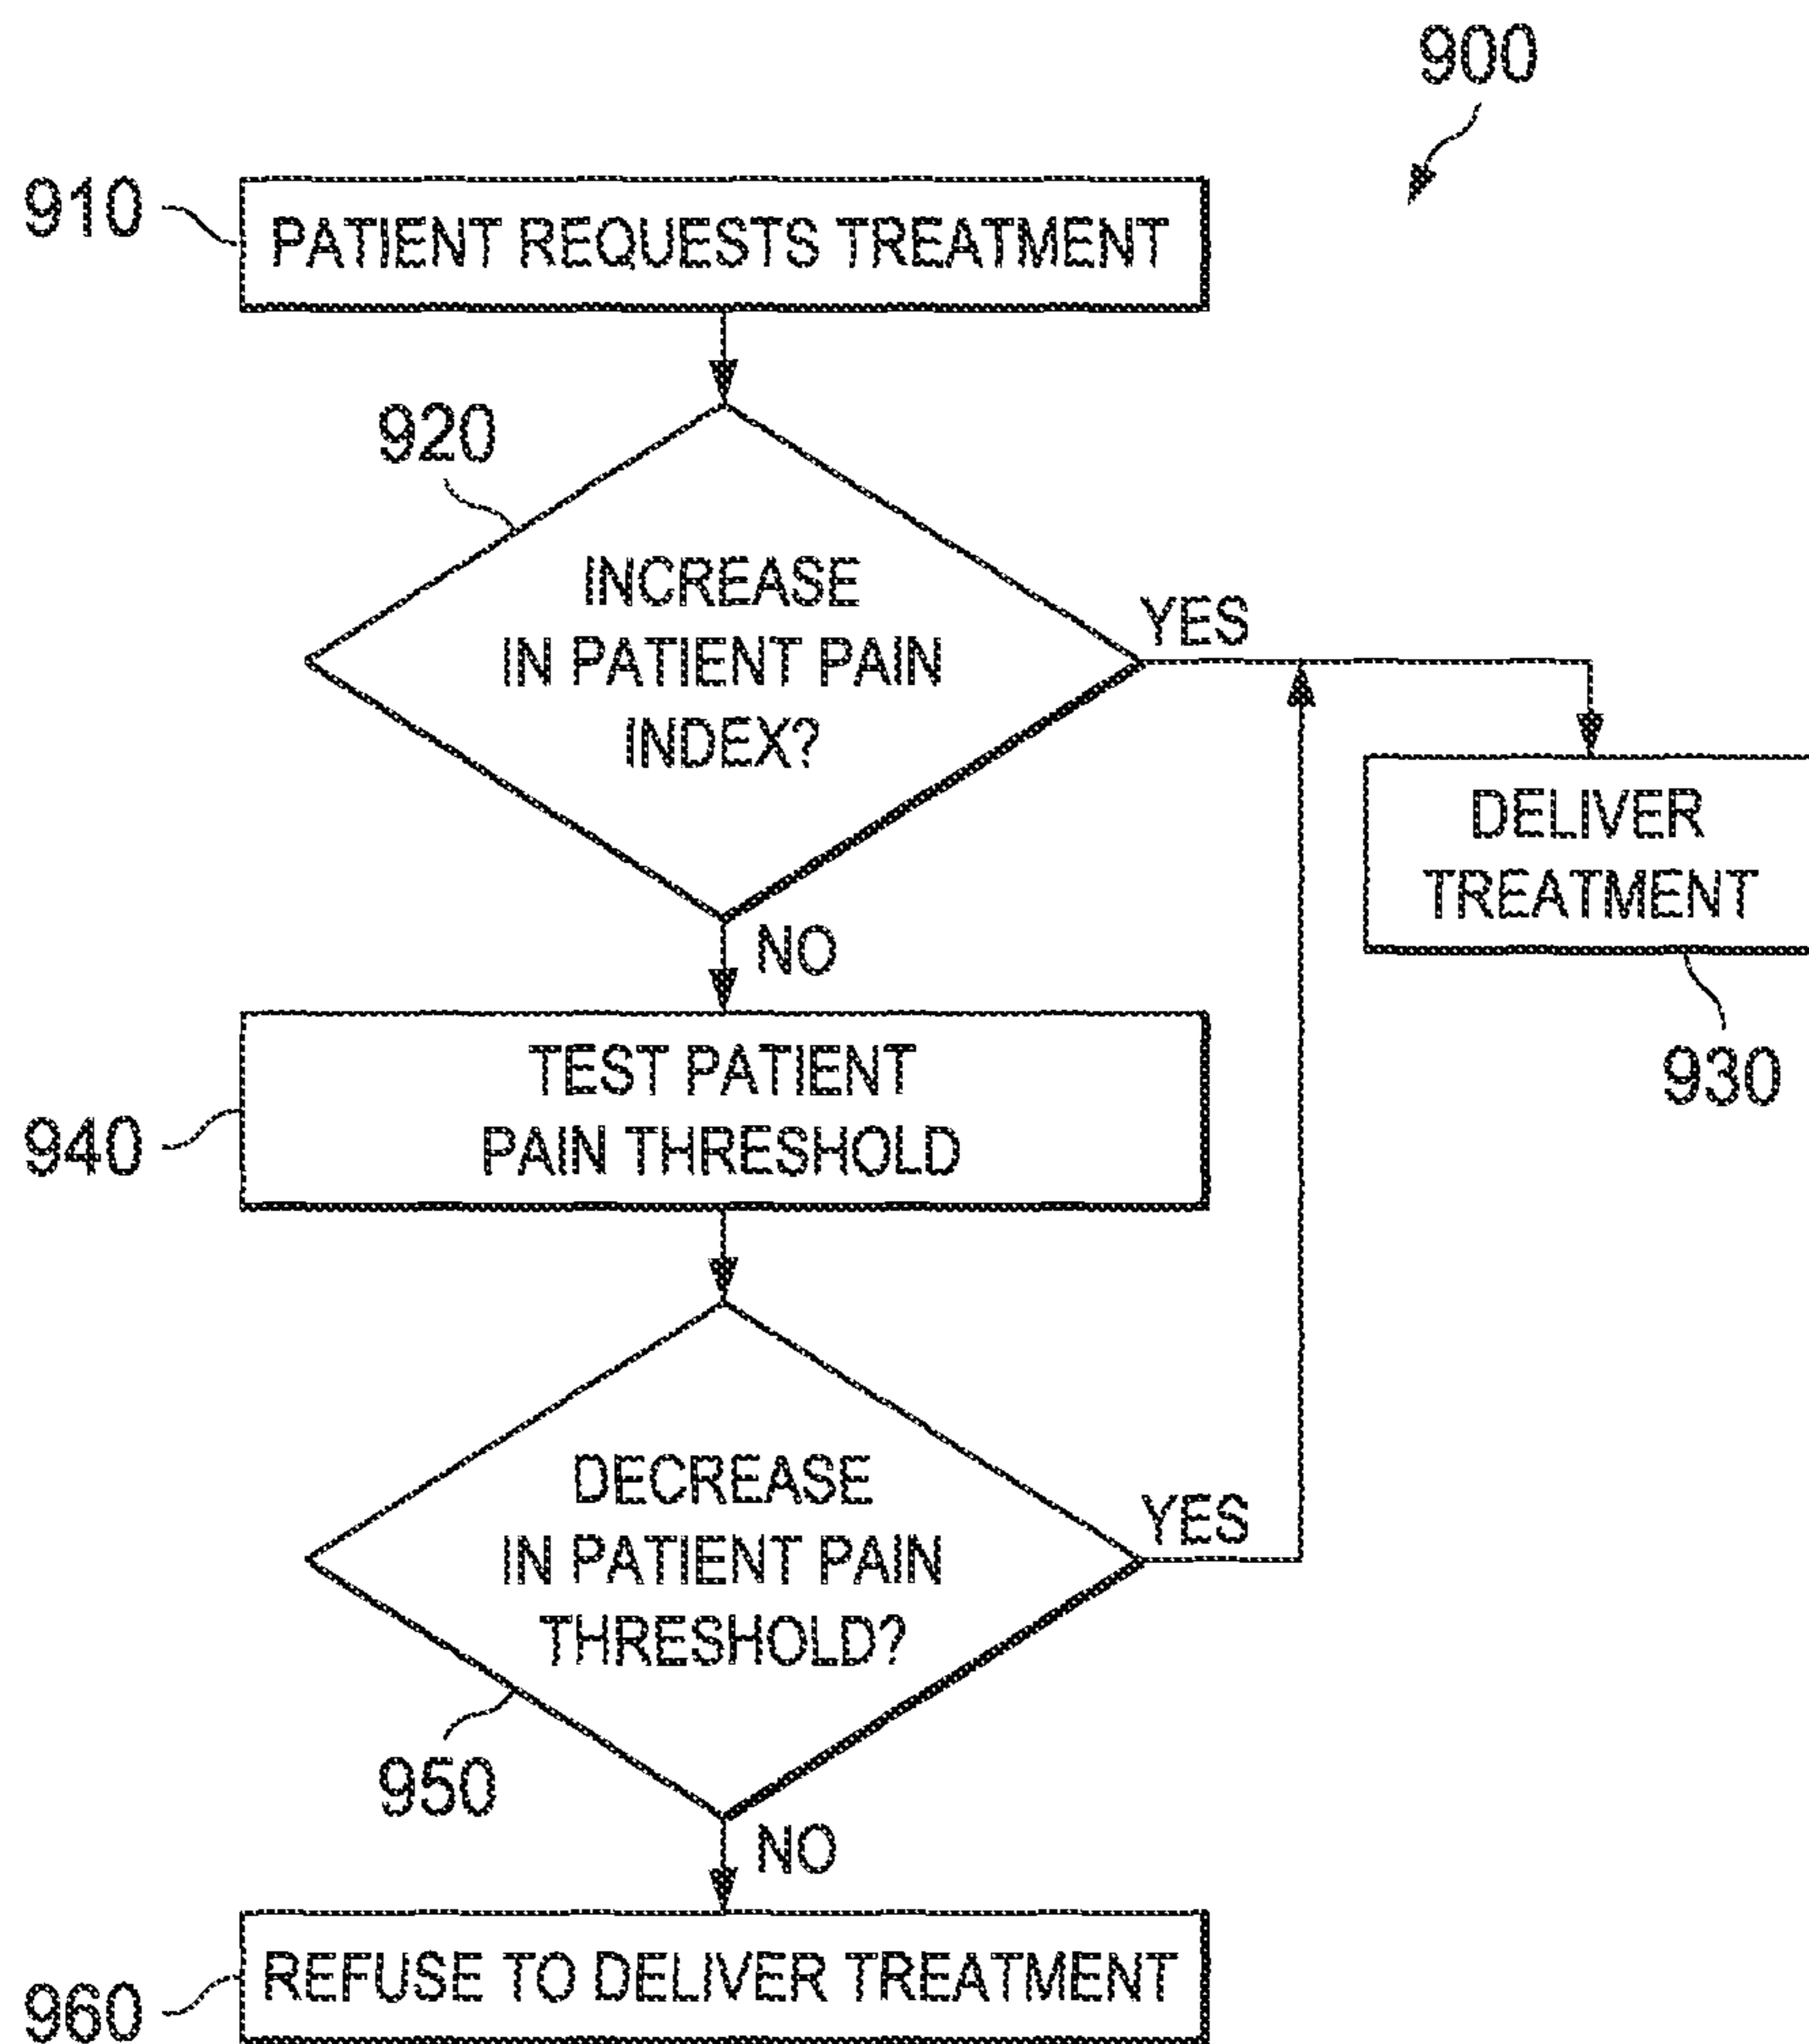 900
910
PATIENT REQUESTS TREATMENT
920
INCREASE
IN PATIENT PAIN
INDEX?
YES
DELIVER
TREATMENT
930
NO
TEST PATIENT
PAIN THRESHOLD
940
DECREASE
IN PATIENT PAIN
THRESHOLD?
YES
950
NO
REFUSE TO DELIVER TREATMENT
960